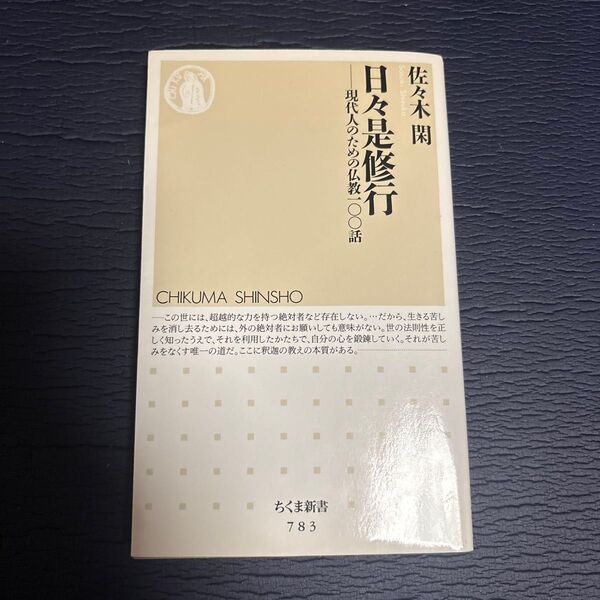 佐々木 閑
Sasaki Shizuka
日々是修行
──現代人のための仏教一〇〇話
CHIKUMA SHINSHO
──この世には、超越的な力を持つ絶対者など存在しない。…だから、生きる苦し
みを消し去るためには、外の絶対者にお願いしても意味がない。世の法則性を正
しく知ったうえで、それを利用したかたちで、自分の心を鍛錬していく。それが苦し
みをなくす唯一の道だ。ここに釈迦の教えの本質がある。──
ちくま新書
783